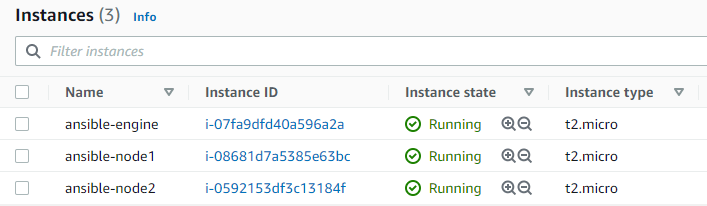 Instances (3) Info
Filter instances
Name Instance ID Instance state Instance type
ansible-engine i-07fa9dfd40a596a2a Running t2.micro
ansible-node1 i-08681d7a5385e63bc Running t2.micro
ansible-node2 i-0592153df3c13184f Running t2.micro